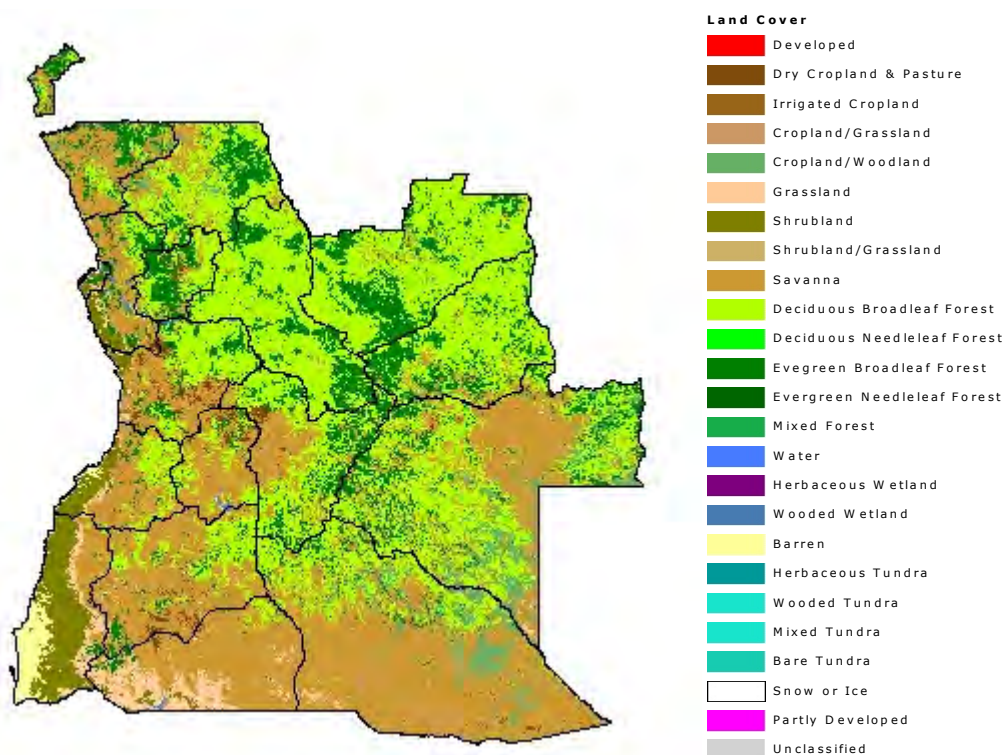 Land Cover
Developed
Dry Cropland & Pasture
Irrigated Cropland
Cropland/Grassland
Cropland/Woodland
Grassland
Shrubland
Shrubland/Grassland
Savanna
Deciduous Broadleaf Forest
Deciduous Needleleaf Forest
Evegreen Broadleaf Forest
Evergreen Needleleaf Forest
Mixed Forest
Water
Herbaceous Wetland
Wooded Wetland
Barren
Herbaceous Tundra
Wooded Tundra
Mixed Tundra
Bare Tundra
Snow or Ice
Partly Developed
Unclassified